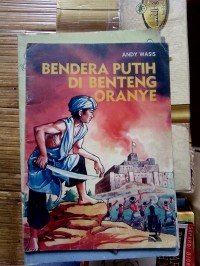 ANDY WASIS
BENDERA PUTIH
DI BENTENG
ORANYE